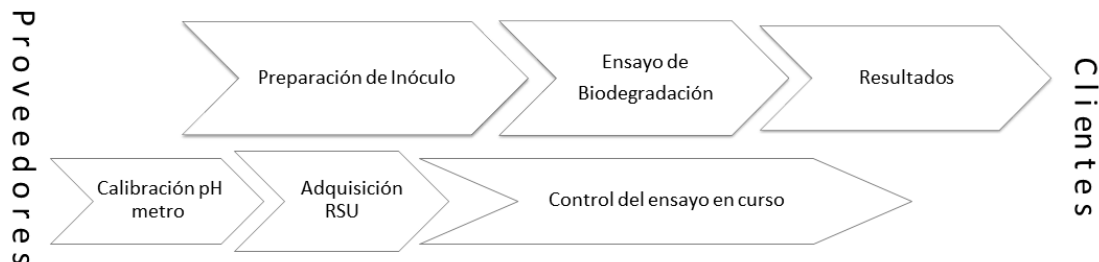 Proveedores
Preparación de Inóculo
Ensayo de
Biodegradación
Resultados
Calibración pH
metro
Adquisición
RSU
Control del ensayo en curso
Clientes